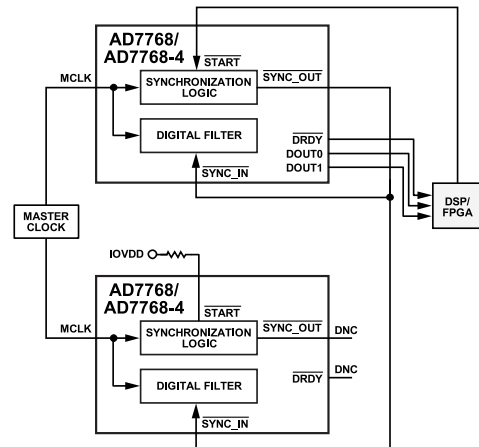 AD7768/
AD7768-4
START
MCLK
SYNCHRONIZATION
LOGIC
SYNC_OUT
DIGITAL FILTER
DRDY
DOUT0
DOUT1
SYNC_IN
DSP/
FPGA
MASTER
CLOCK
IOVDD
AD7768/
AD7768-4
START
MCLK
SYNCHRONIZATION
LOGIC
SYNC_OUT
DNC
DIGITAL FILTER
DRDY
DNC
SYNC_IN